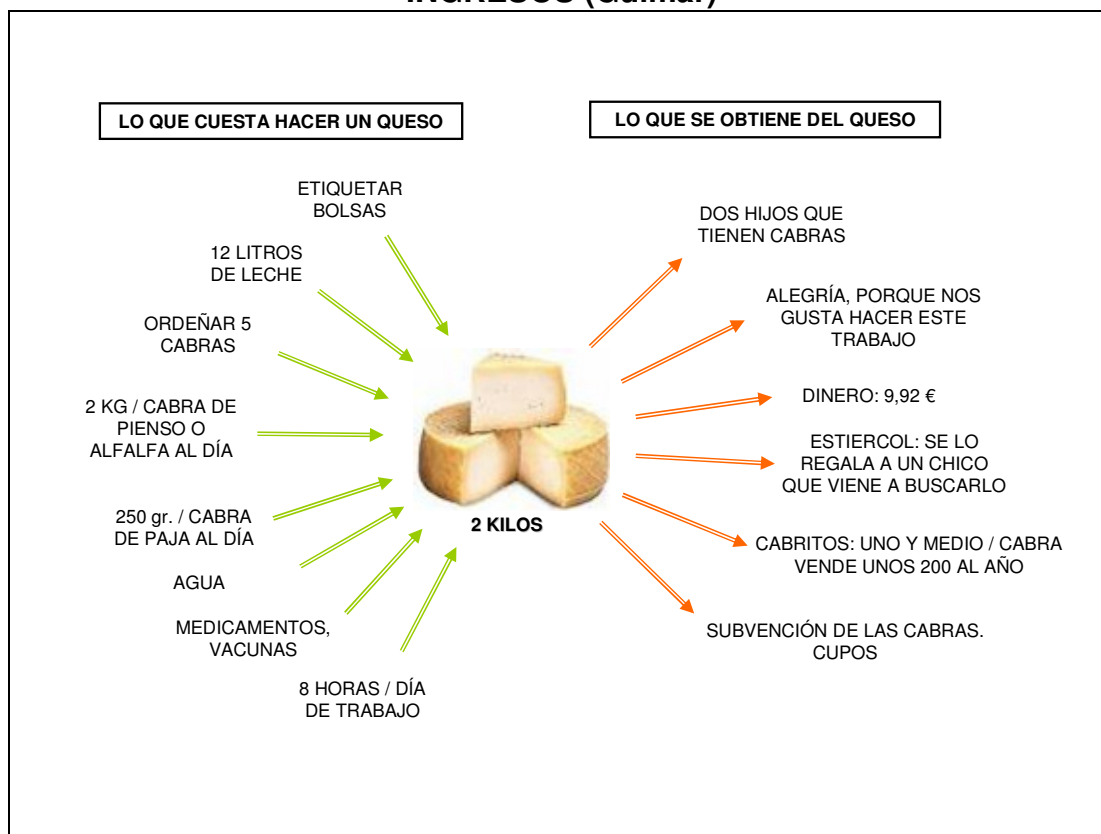 INGRESOS (Güímar)
LO QUE CUESTA HACER UN QUESO
ETIQUETAR
BOLSAS
12 LITROS
DE LECHE
ORDEÑAR 5
CABRAS
2 KG / CABRA DE
PIENSO O
ALFALFA AL DÍA
250 gr. / CABRA
DE PAJA AL DÍA
AGUA
MEDICAMENTOS,
VACUNAS
8 HORAS / DÍA
DE TRABAJO
2 KILOS
LO QUE SE OBTIENE DEL QUESO
DOS HIJOS QUE
TIENEN CABRAS
ALEGRÍA, PORQUE NOS
GUSTA HACER ESTE
TRABAJO
DINERO: 9,92 €
ESTIERCOL: SE LO
REGALA A UN CHICO
QUE VIENE A BUSCARLO
CABRITOS: UNO Y MEDIO / CABRA
VENDE UNOS 200 AL AÑO
SUBVENCIÓN DE LAS CABRAS.
CUPOS